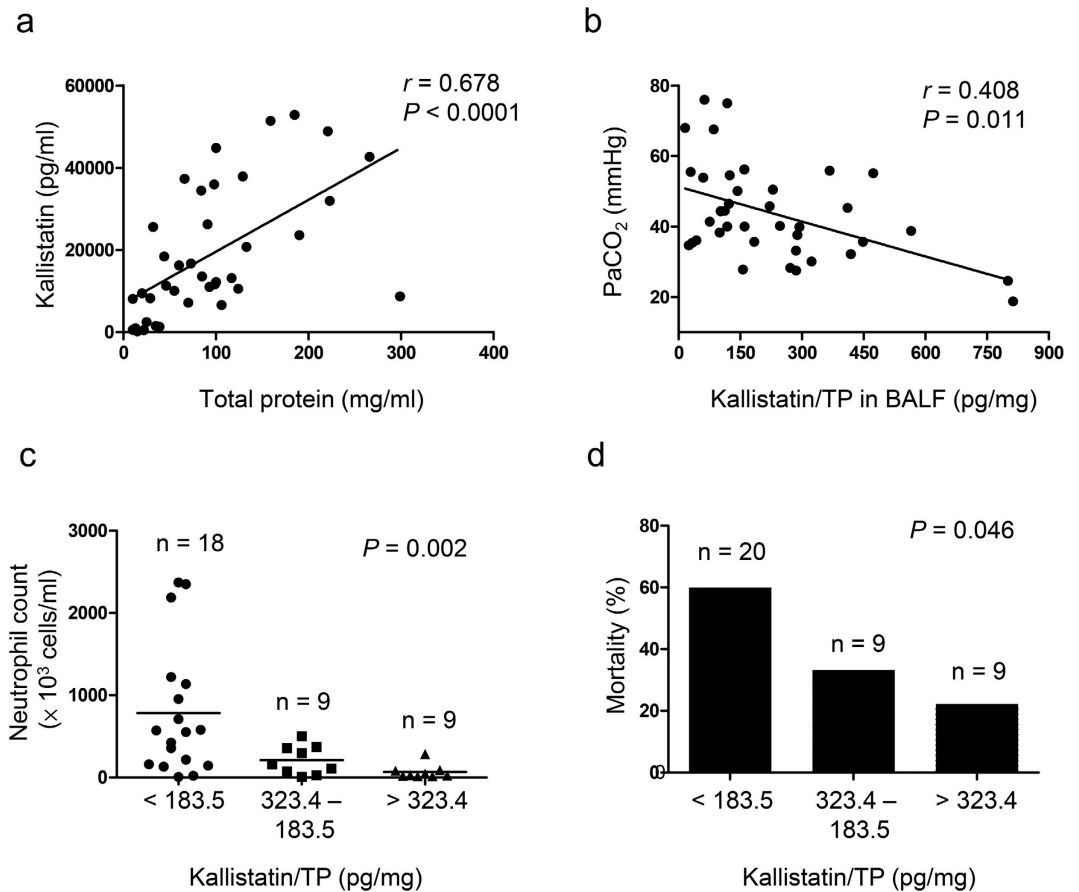 a
r = 0.678
P < 0.0001
60000
40000
20000
0
Kallistatin (pg/ml)
0 100 200 300 400
Total protein (mg/ml)
b
r = 0.408
P = 0.011
80
60
40
20
PaCO₂ (mmHg)
0 150 300 450 600 750 900
Kallistatin/TP in BALF (pg/mg)
c
n = 18
P = 0.002
n = 9
n = 9
3000
2000
1000
0
Neutrophil count
(× 10³ cells/ml)
< 183.5 323.4 – > 323.4
183.5
Kallistatin/TP (pg/mg)
d
P = 0.046
n = 20
n = 9
n = 9
80
60
40
20
0
Mortality (%)
< 183.5 323.4 – > 323.4
183.5
Kallistatin/TP (pg/mg)